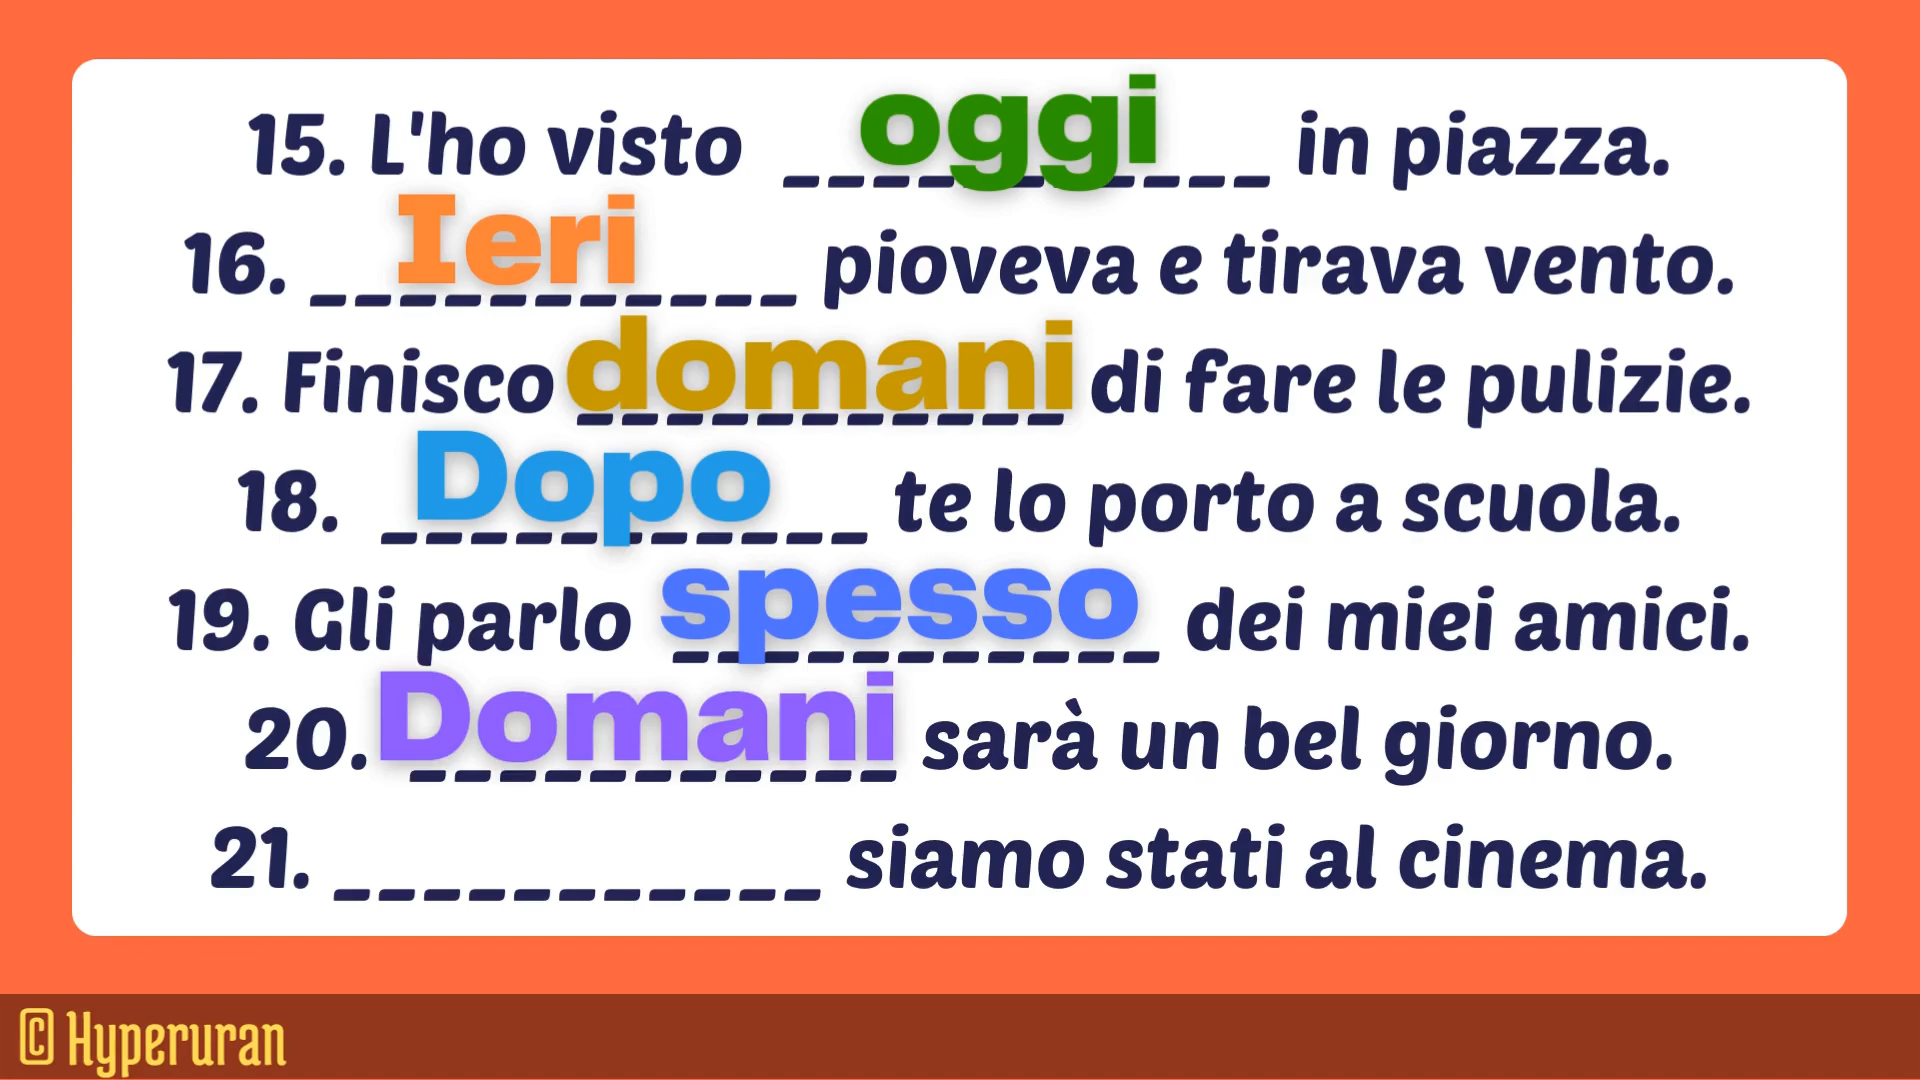 15. L'ho visto oggi in piazza.
16. Ieri pioveva e tirava vento.
17. Finisco domani di fare le pulizie.
18. Dopo te lo porto a scuola.
19. Gli parlo spesso dei miei amici.
20. Domani sarà un bel giorno.
21. ___________ siamo stati al cinema.
© Hyperuran